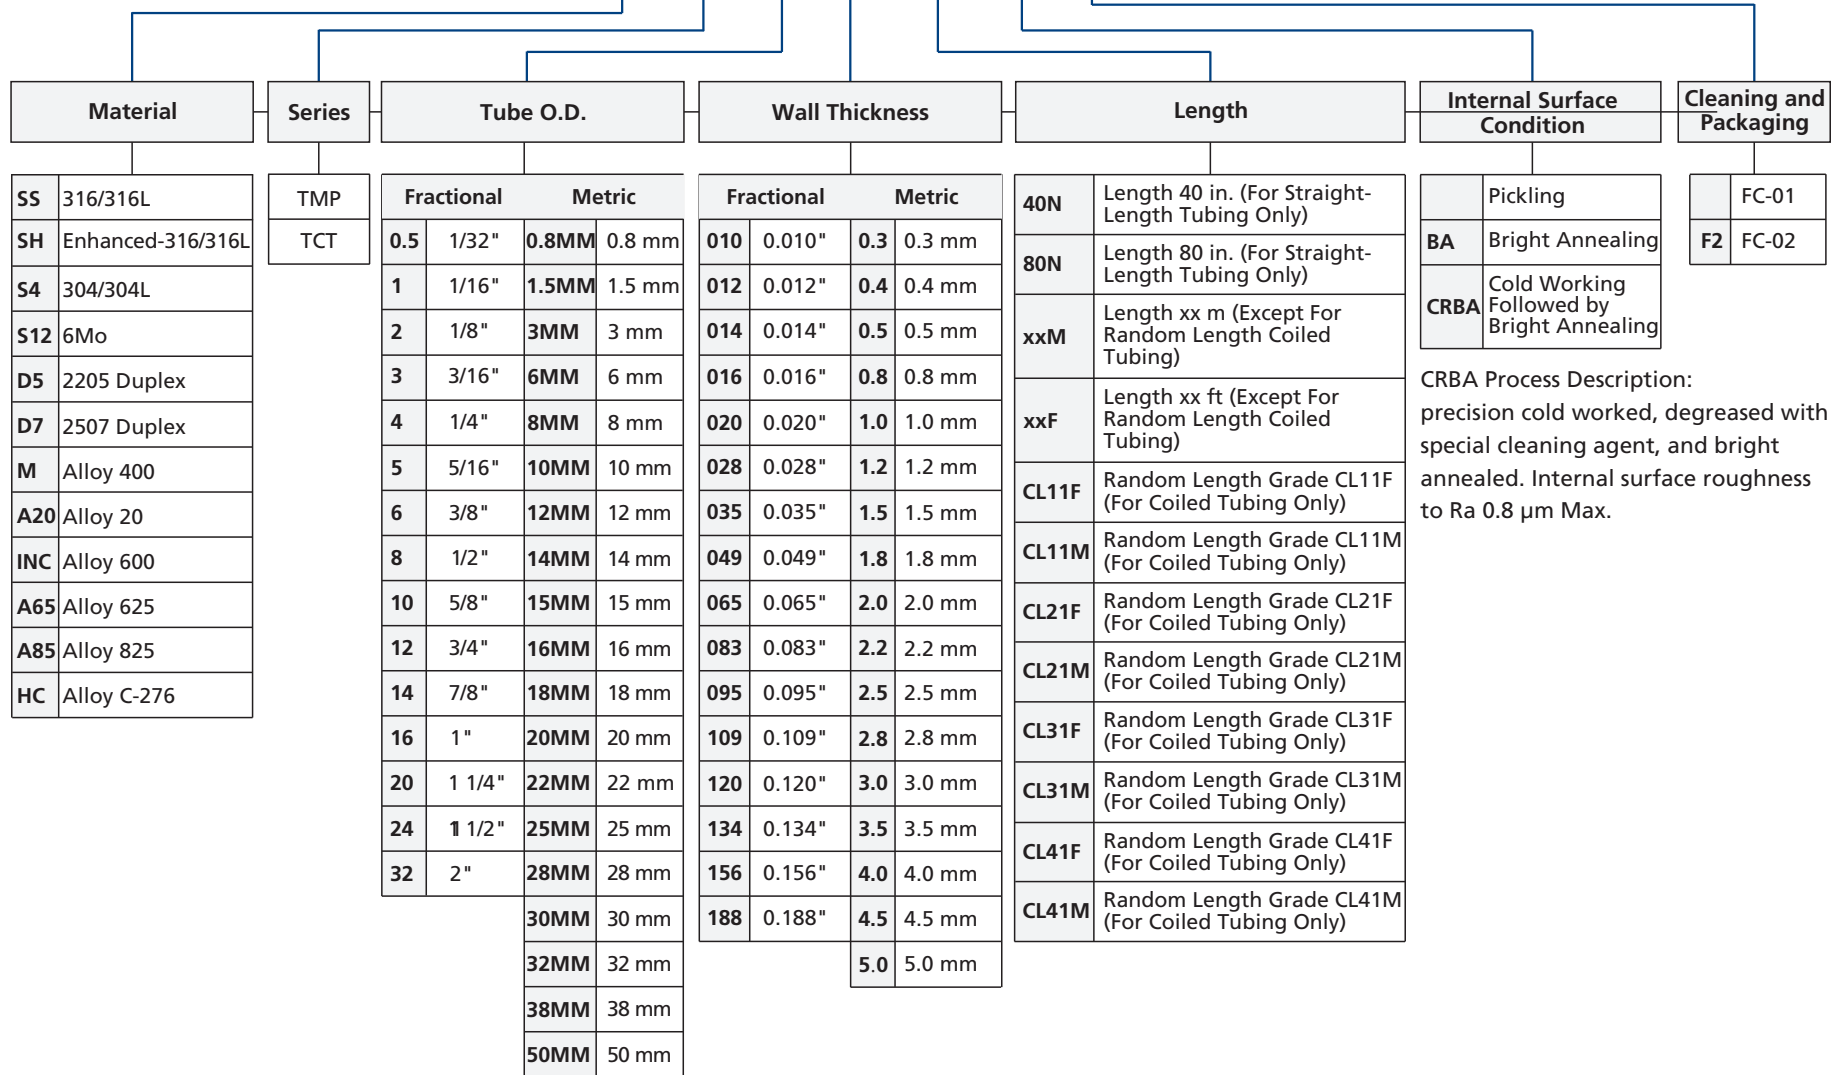 Material
Series
Tube O.D.
Wall Thickness
Length
Internal Surface
Condition
Cleaning and
Packaging
SS 316/316L
SH Enhanced-316/316L
S4 304/304L
S12 6Mo
D5 2205 Duplex
D7 2507 Duplex
M Alloy 400
A20 Alloy 20
INC Alloy 600
A65 Alloy 625
A85 Alloy 825
HC Alloy C-276
TMP
TCT
Fractional Metric
0.5 1/32" 0.8MM 0.8 mm
1 1/16" 1.5MM 1.5 mm
2 1/8" 3MM 3 mm
3 3/16" 6MM 6 mm
4 1/4" 8MM 8 mm
5 5/16" 10MM 10 mm
6 3/8" 12MM 12 mm
8 1/2" 14MM 14 mm
10 5/8" 15MM 15 mm
12 3/4" 16MM 16 mm
14 7/8" 18MM 18 mm
16 1" 20MM 20 mm
20 1 1/4" 22MM 22 mm
24 1 1/2" 25MM 25 mm
32 2" 28MM 28 mm
30MM 30 mm
32MM 32 mm
38MM 38 mm
50MM 50 mm
Fractional Metric
010 0.010" 0.3 0.3 mm
012 0.012" 0.4 0.4 mm
014 0.014" 0.5 0.5 mm
016 0.016" 0.8 0.8 mm
020 0.020" 1.0 1.0 mm
028 0.028" 1.2 1.2 mm
035 0.035" 1.5 1.5 mm
049 0.049" 1.8 1.8 mm
065 0.065" 2.0 2.0 mm
083 0.083" 2.2 2.2 mm
095 0.095" 2.5 2.5 mm
109 0.109" 2.8 2.8 mm
120 0.120" 3.0 3.0 mm
134 0.134" 3.5 3.5 mm
156 0.156" 4.0 4.0 mm
188 0.188" 4.5 4.5 mm
5.0 5.0 mm
40N Length 40 in. (For Straight-
Length Tubing Only)
80N Length 80 in. (For Straight-
Length Tubing Only)
xxM Length xx m (Except For
Random Length Coiled
Tubing)
xxF Length xx ft (Except For
Random Length Coiled
Tubing)
CL11F Random Length Grade CL11F
(For Coiled Tubing Only)
CL11M Random Length Grade CL11M
(For Coiled Tubing Only)
CL21F Random Length Grade CL21F
(For Coiled Tubing Only)
CL21M Random Length Grade CL21M
(For Coiled Tubing Only)
CL31F Random Length Grade CL31F
(For Coiled Tubing Only)
CL31M Random Length Grade CL31M
(For Coiled Tubing Only)
CL41F Random Length Grade CL41F
(For Coiled Tubing Only)
CL41M Random Length Grade CL41M
(For Coiled Tubing Only)
Pickling
BA Bright Annealing
CRBA Cold Working
Followed by
Bright Annealing
CRBA Process Description:
precision cold worked, degreased with
special cleaning agent, and bright
annealed. Internal surface roughness
to Ra 0.8 μm Max.
FC-01
F2 FC-02